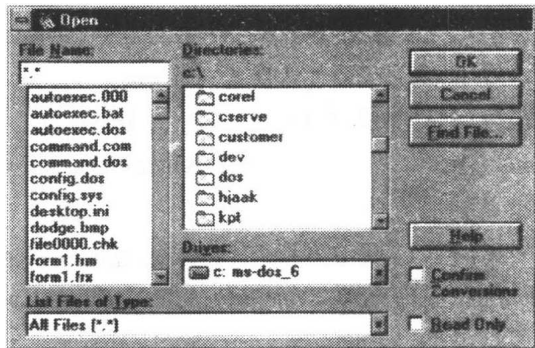 Open
File Name:
*.*
autoexec.000
autoexec.bat
autoexec.dos
command.com
command.dos
config.dos
config.sys
desktop.ini
dodge.bmp
file0000.chk
form1.frm
form1.frx
List Files of Type:
All Files (*.*)
Directories:
c:\
corel
cserve
customer
dev
dos
hjaak
kpt
Drives:
c: ms-dos_6
OK
Cancel
Find File...
Help
Confirm
Conversions
Read Only